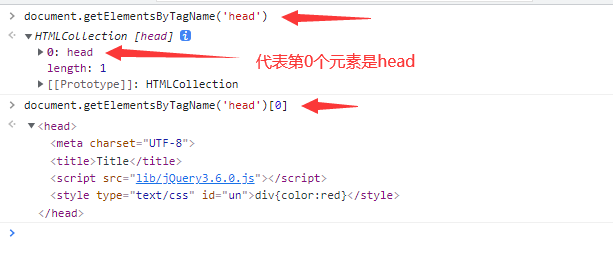 document.getElementsByTagName('head')
HTMLCollection [head]
0: head
代表第0个元素是head
length: 1
[[Prototype]]: HTMLCollection
document.getElementsByTagName('head')[0]
<head>
<meta charset="UTF-8">
<title>Title</title>
<script src="lib/jQuery3.6.0.js"></script>
<style type="text/css" id="un">div{color:red}</style>
</head>